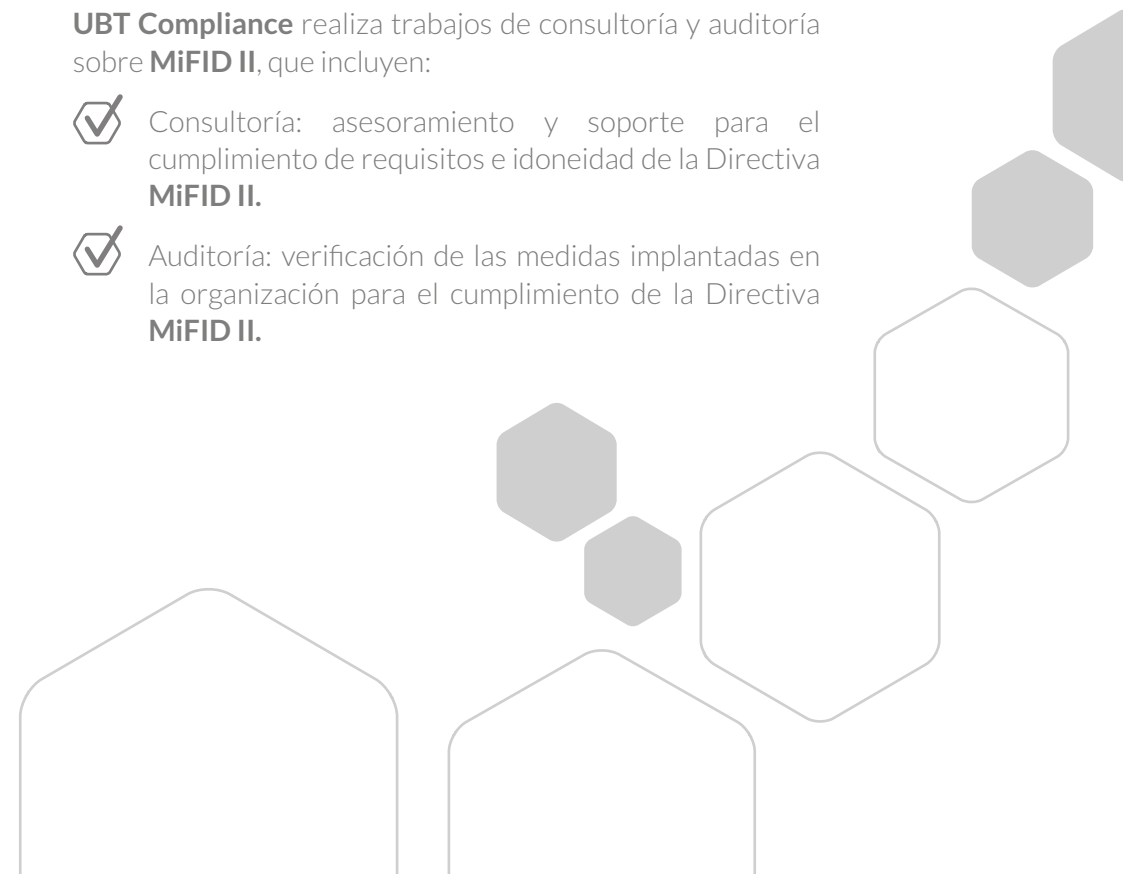 UBT Compliance realiza trabajos de consultoría y auditoría
sobre MiFID II, que incluyen:
Consultoría: asesoramiento y soporte para el
cumplimiento de requisitos e idoneidad de la Directiva
MiFID II.
Auditoría: verificación de las medidas implantadas en
la organización para el cumplimiento de la Directiva
MiFID II.